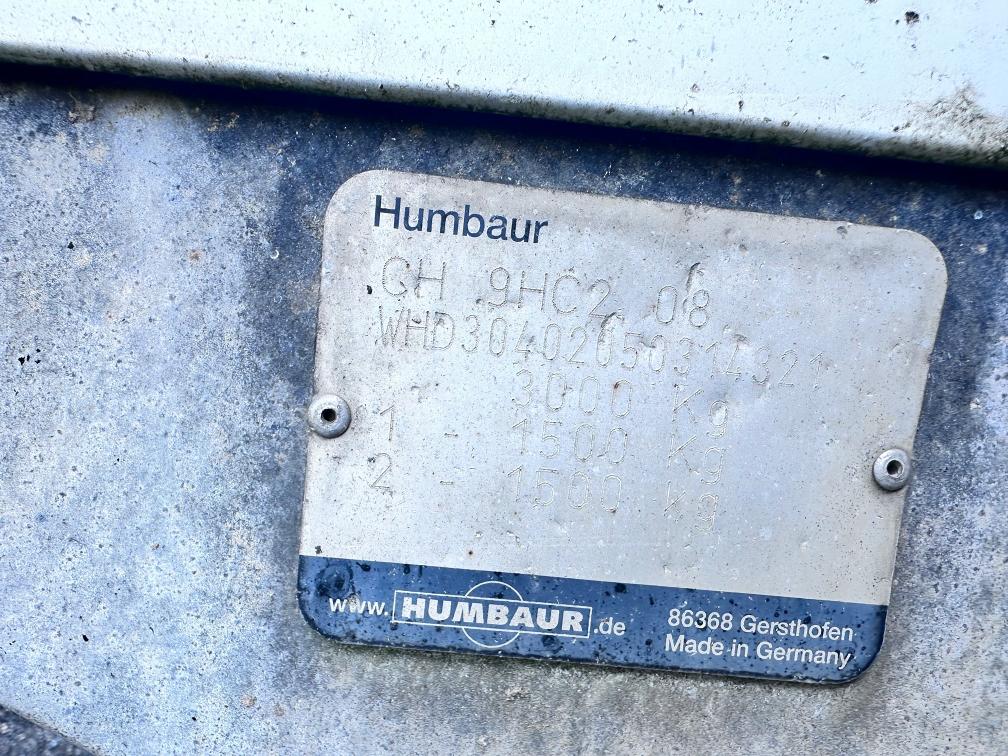 Humbaur
GH 9HC2 08
WHD30402050314321
3000 Kg
1 - 1500 Kg
2 - 1500 kg
www.HUMBAUR.de
86368 Gersthofen
Made in Germany